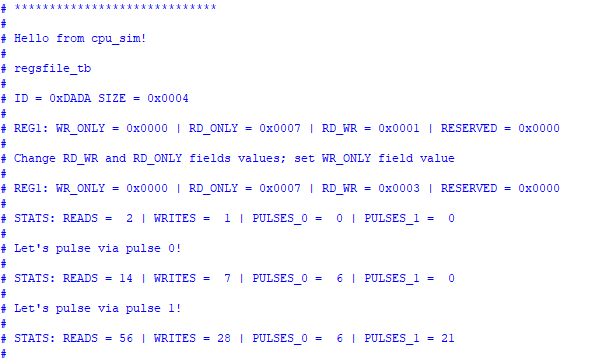 # *****************************
#
# Hello from cpu_sim!
#
# regsfile_tb
#
# ID = 0xDADA SIZE = 0x0004
#
# REG1: WR_ONLY = 0x0000 | RD_ONLY = 0x0007 | RD_WR = 0x0001 | RESERVED = 0x0000
#
# Change RD_WR and RD_ONLY fields values; set WR_ONLY field value
#
# REG1: WR_ONLY = 0x0000 | RD_ONLY = 0x0007 | RD_WR = 0x0003 | RESERVED = 0x0000
#
# STATS: READS =  2 | WRITES =  1 | PULSES_0 =  0 | PULSES_1 =  0
#
# Let's pulse via pulse 0!
#
# STATS: READS = 14 | WRITES =  7 | PULSES_0 =  6 | PULSES_1 =  0
#
# Let's pulse via pulse 1!
#
# STATS: READS = 56 | WRITES = 28 | PULSES_0 =  6 | PULSES_1 = 21
#